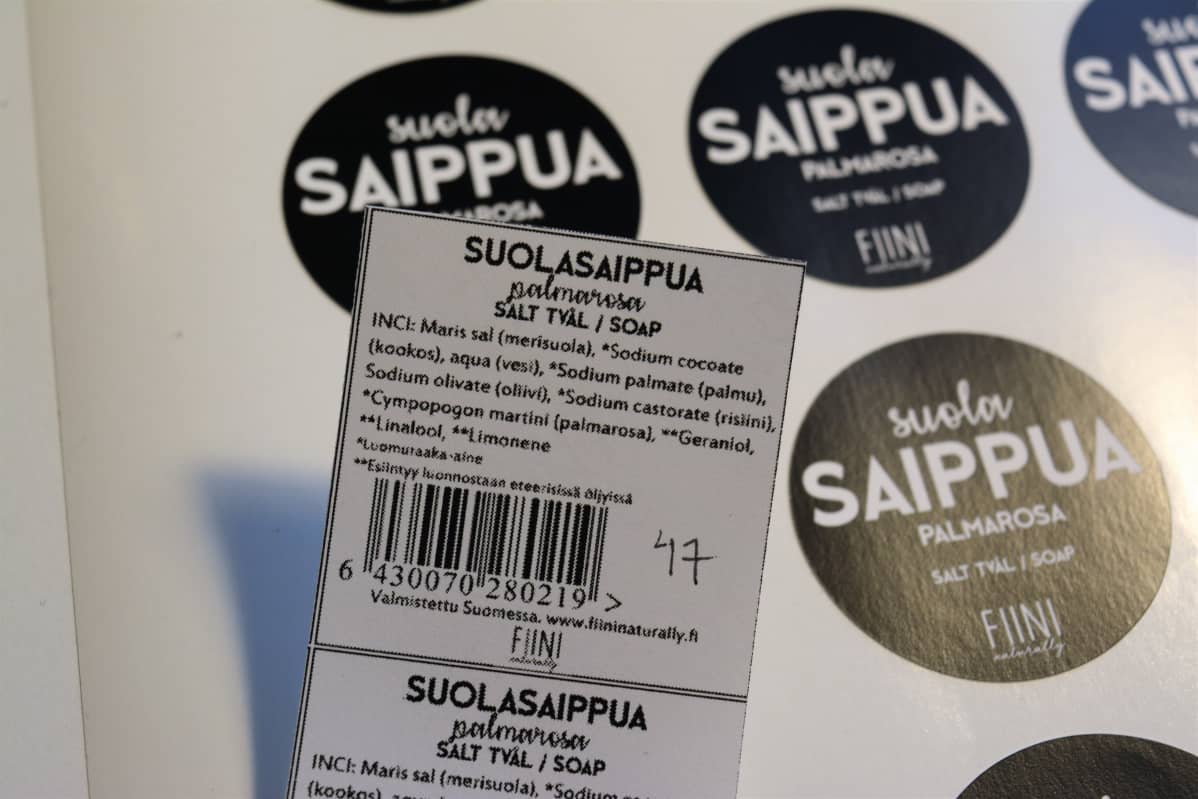 suola
SAIPPUA
suola
SAIPPUA
PALMAROSA
SALT TVÅL / SOAP
FIINI
naturally
SUOLASAIPPUA
palmarosa
SALT TVÅL / SOAP
INCI: Maris sal (merisuola), *Sodium cocoate
(kookos), aqua (vesi), *Sodium palmate (palmu),
Sodium olivate (oliivi), *Sodium castorate (risiini),
*Cympopogon martini (palmarosa), **Geraniol,
**Linalool, **Limonene
*Luomuraaka-aine
**Esiintyy luonnostaan eteerisissä öljyissä
47
6 430070 280219 >
Valmistettu Suomessa. www.fiininaturally.fi
FIINI
naturally
suola
SAIPPUA
PALMAROSA
SALT TVÅL / SOAP
FIINI
naturally
SUOLASAIPPUA
palmarosa
SALT TVÅL / SOAP
INCI: Maris sal (merisuola), *Sodium
(kookos),